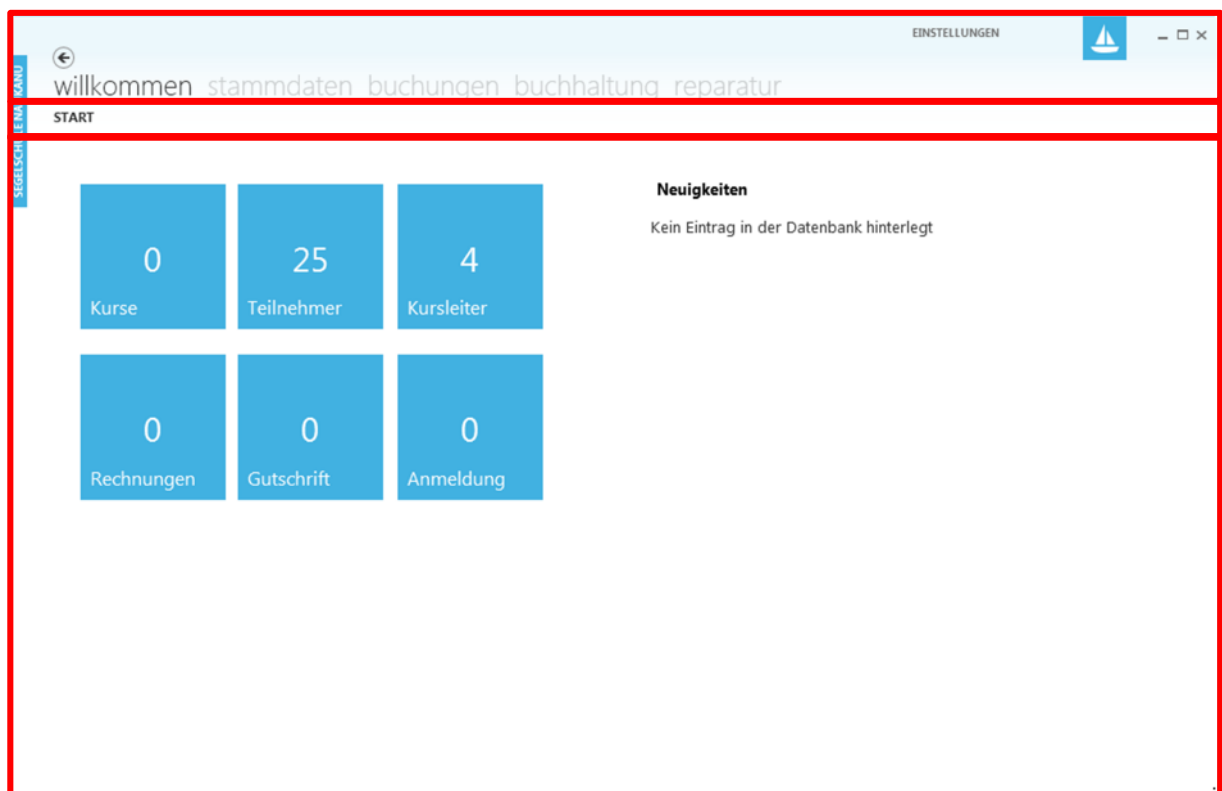 EINSTELLUNGEN
willkommen stammdaten buchungen buchhaltung reparatur
START
Neuigkeiten
Kein Eintrag in der Datenbank hinterlegt
0
Kurse
25
Teilnehmer
4
Kursleiter
0
Rechnungen
0
Gutschrift
0
Anmeldung